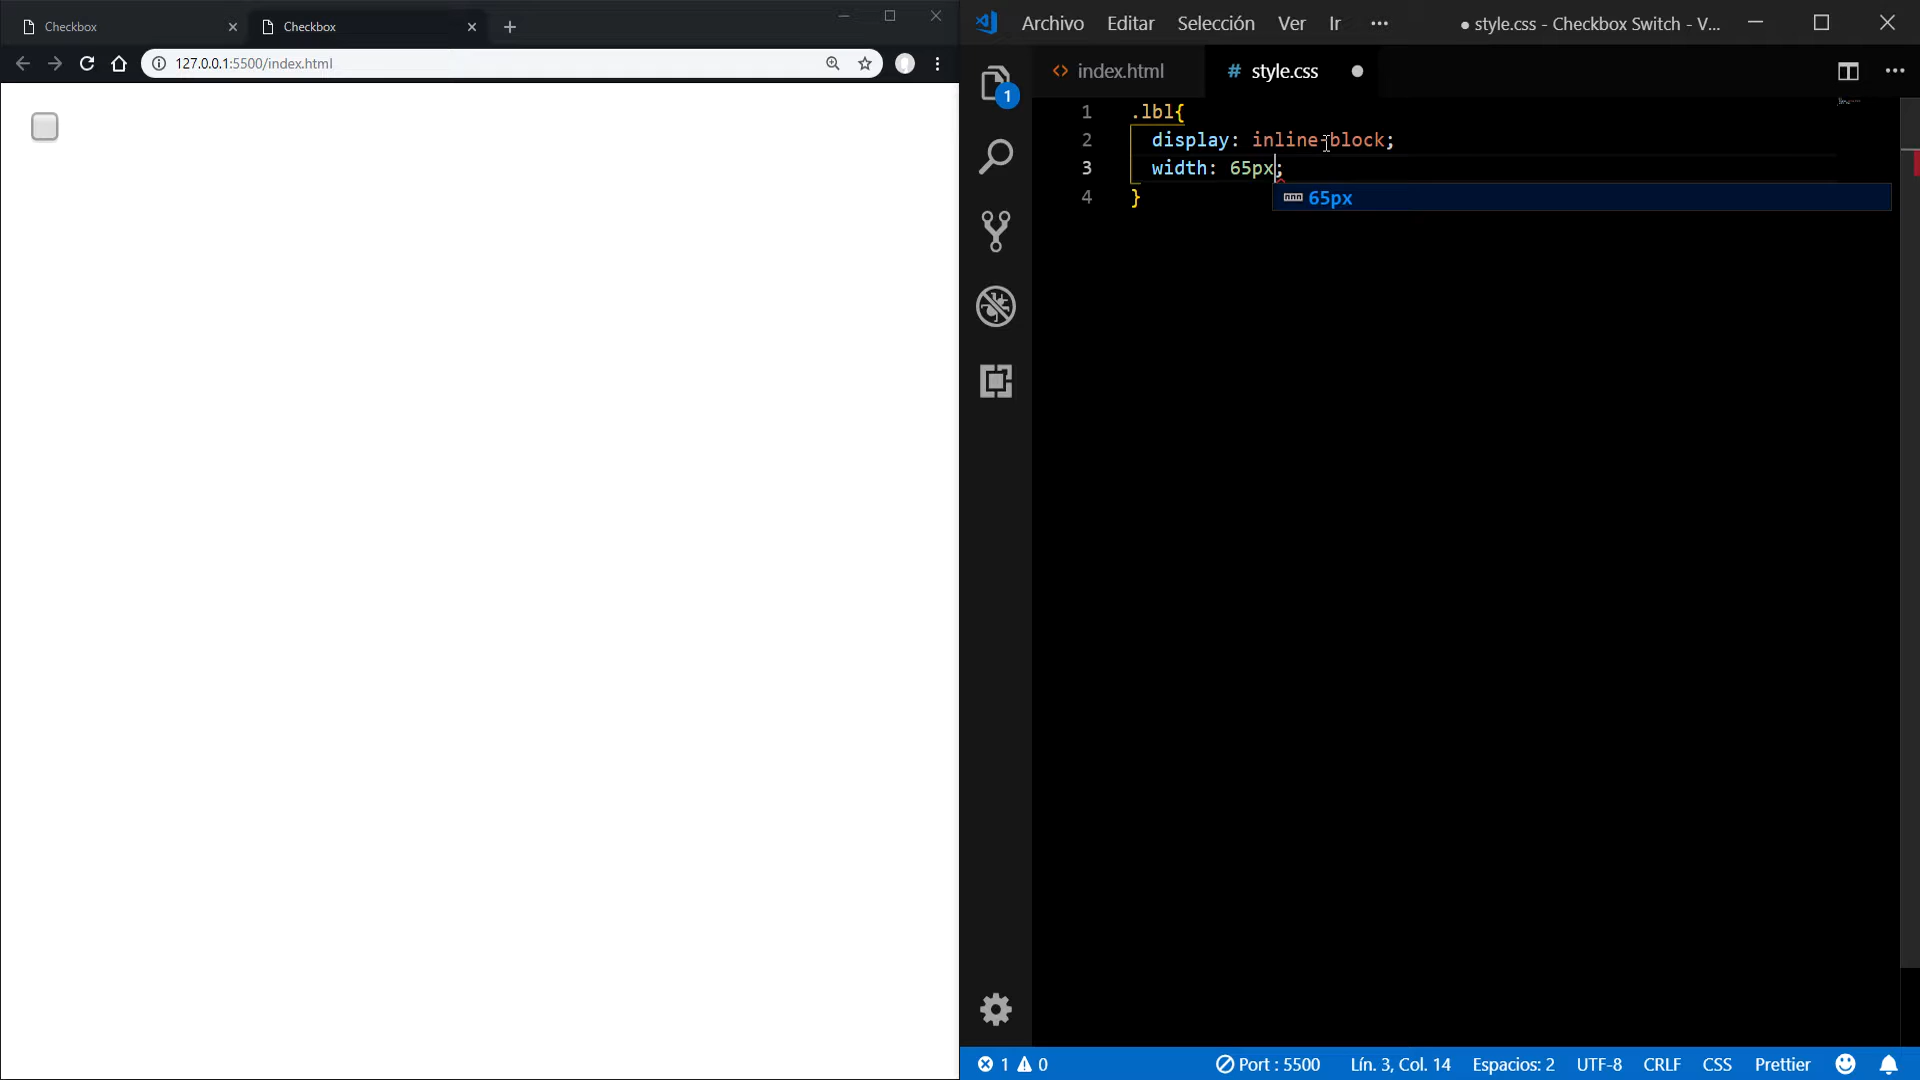 Checkbox
Checkbox
127.0.0.1:5500/index.html
Archivo Editar Selección Ver Ir ··· ● style.css - Checkbox Switch - V...
1
<> index.html # style.css ● ···
1 .lbl{
2 display: inline-block;
3 width: 65px;
4 }
65px
1 0 Port : 5500 Lín. 3, Col. 14 Espacios: 2 UTF-8 CRLF CSS Prettier